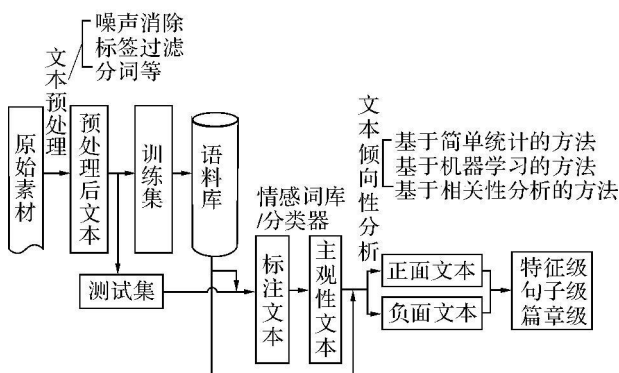 噪声消除
标签过滤
分词等
文本预处理
原始素材
预处理后文本
训练集
语料库
文本倾向性分析
基于简单统计的方法
基于机器学习的方法
基于相关性分析的方法
情感词库
/分类器
测试集
标注文本
主观性文本
正面文本
负面文本
特征级
句子级
篇章级